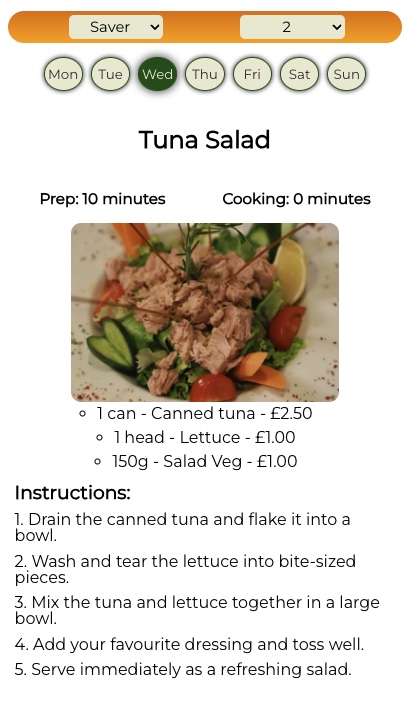 Saver 2
Mon Tue Wed Thu Fri Sat Sun
Tuna Salad
Prep: 10 minutes Cooking: 0 minutes
1 can - Canned tuna - £2.50
1 head - Lettuce - £1.00
150g - Salad Veg - £1.00
Instructions:
1. Drain the canned tuna and flake it into a
bowl.
2. Wash and tear the lettuce into bite-sized
pieces.
3. Mix the tuna and lettuce together in a large
bowl.
4. Add your favourite dressing and toss well.
5. Serve immediately as a refreshing salad.